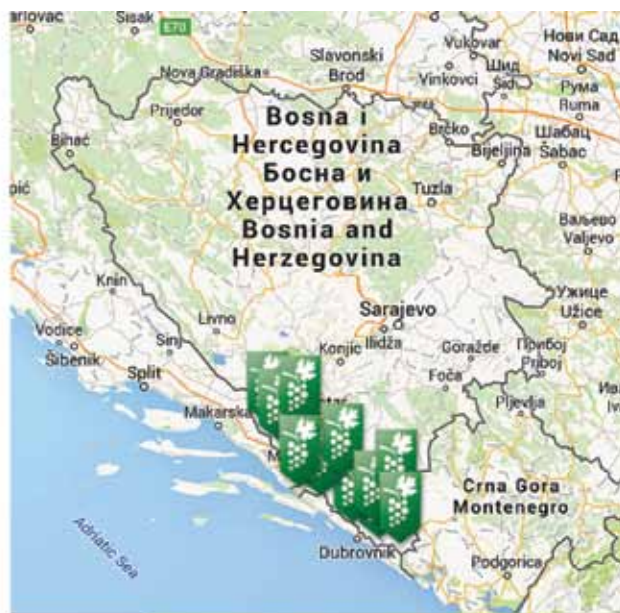 Sisak
E70
Slavonski
Brod
Vukovar
Vinkovci
Шид
Šid
Нови Сад
Novi Sad
Рума
Ruma
Nova Gradiška
Prijedor
Bihać
Bosna i
Hercegovina
Босна и
Херцеговина
Bosnia and
Herzegovina
Brčko
Bijeljina
Шабац
Šabac
Tuzla
Ваљево
Valjevo
Knin
Livno
Sarajevo
Ilidža
Ужице
Užice
Vodice
Šibenik
Sinj
Konjic
Goražde
Прибој
Priboj
Split
Foča
Makarska
Pljevlja
Crna Gora
Montenegro
Dubrovnik
Podgorica
Adriatic Sea